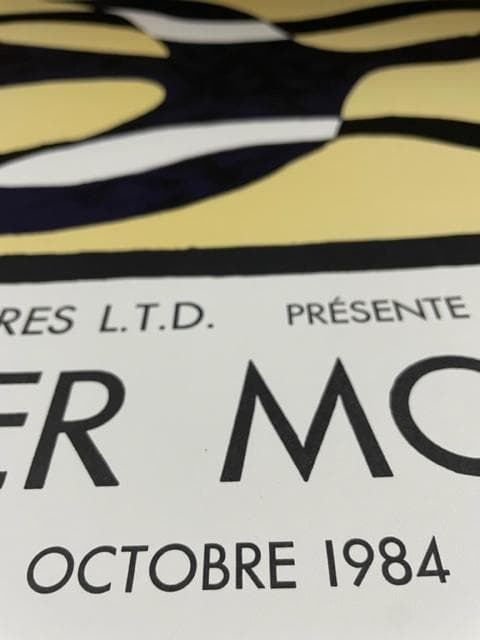 RES L.T.D. PRÉSENTE
ER MO
OCTOBRE 1984